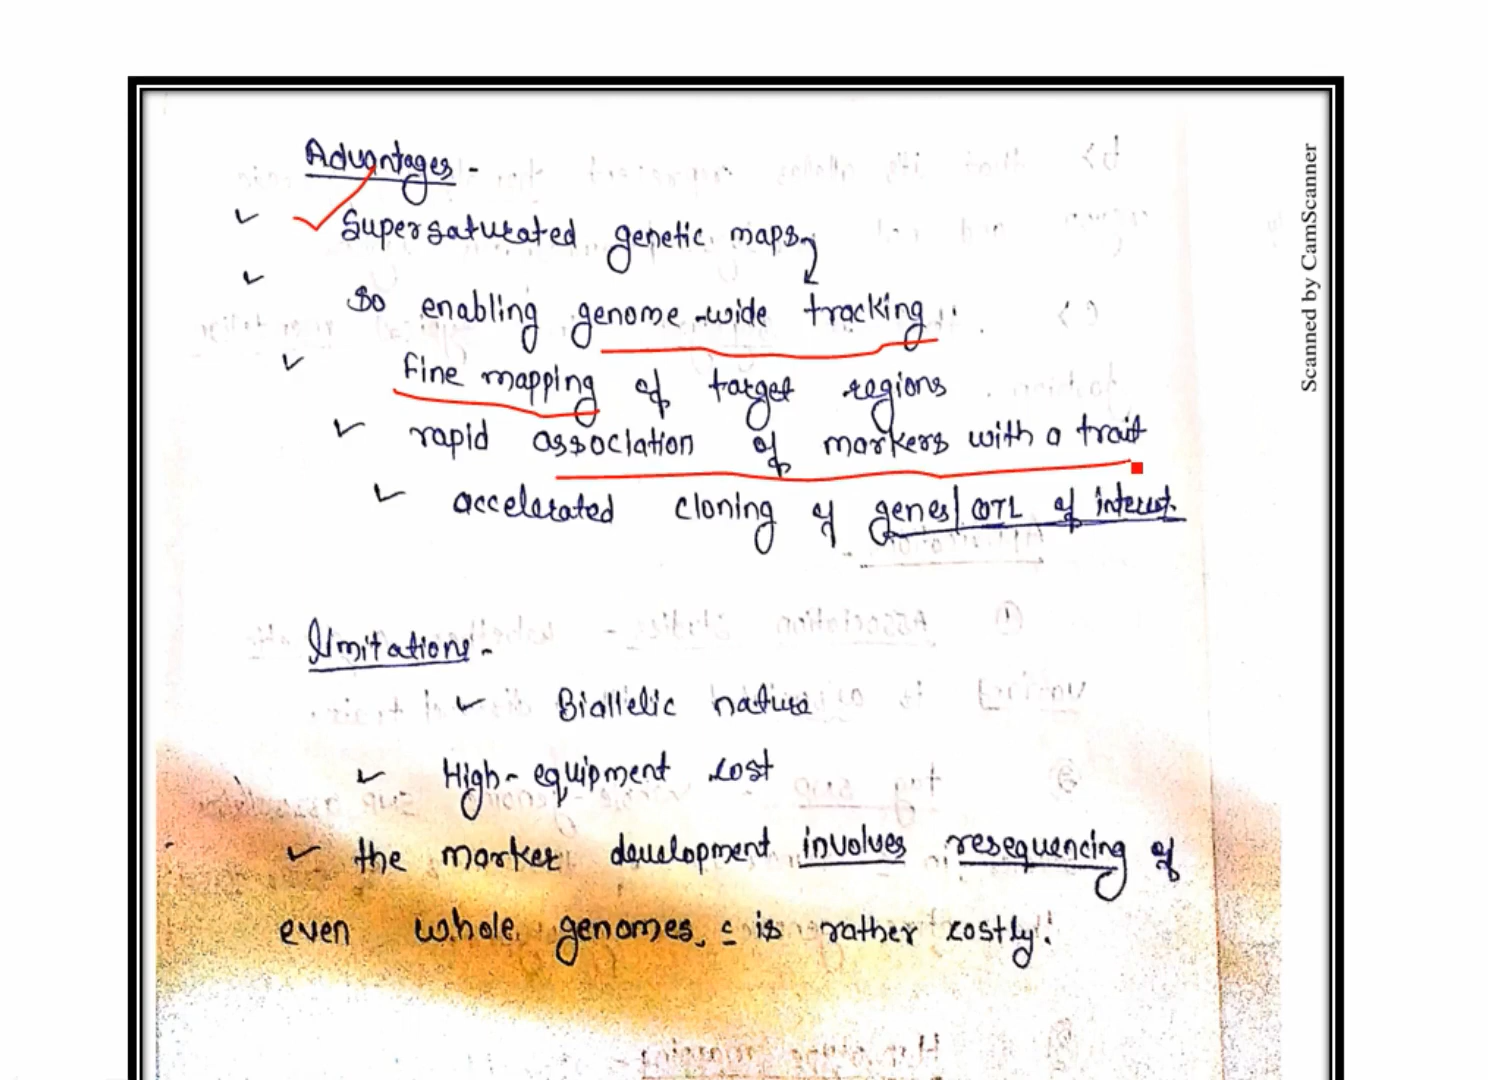 Advantages -
✓ Supersaturated genetic maps
✓ so enabling genome-wide tracking
✓ fine mapping of target regions
✓ rapid association of markers with a trait
✓ accelerated cloning of genes/QTL of interest.
limitations -
✓ Biallelic nature
✓ High-equipment cost
✓ the marker development involves resequencing of
even whole genomes, c is rather costly.
Scanned by CamScanner